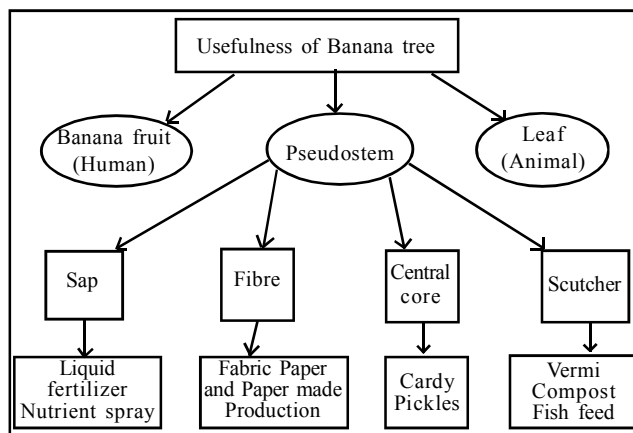 Usefulness of Banana tree
Banana fruit
(Human)
Pseudostem
Leaf
(Animal)
Sap
Fibre
Central
core
Scutcher
Liquid
fertilizer
Nutrient spray
Fabric Paper
and Paper made
Production
Cardy
Pickles
Vermi
Compost
Fish feed